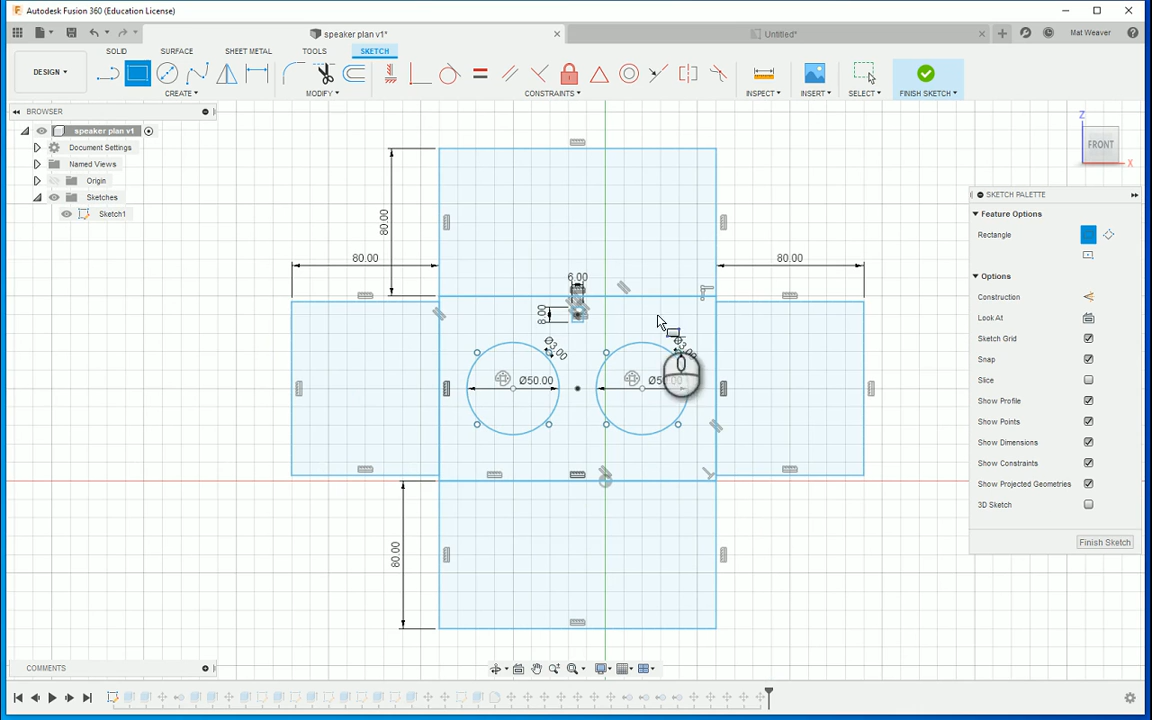 Autodesk Fusion 360 (Education License)
speaker plan v1*
Untitled*
Mat Weaver
DESIGN
SOLID
SURFACE
SHEET METAL
TOOLS
SKETCH
CREATE
MODIFY
CONSTRAINTS
INSPECT
INSERT
SELECT
FINISH SKETCH
BROWSER
speaker plan v1
Document Settings
Named Views
Origin
Sketches
Sketch1
FRONT
Z
X
SKETCH PALETTE
Feature Options
Rectangle
Options
Construction
Look At
Sketch Grid
Snap
Slice
Show Profile
Show Points
Show Dimensions
Show Constraints
Show Projected Geometries
3D Sketch
Finish Sketch
80.00
80.00
80.00
6.00
8.00
Ø3.00
Ø50.00
80.00
COMMENTS